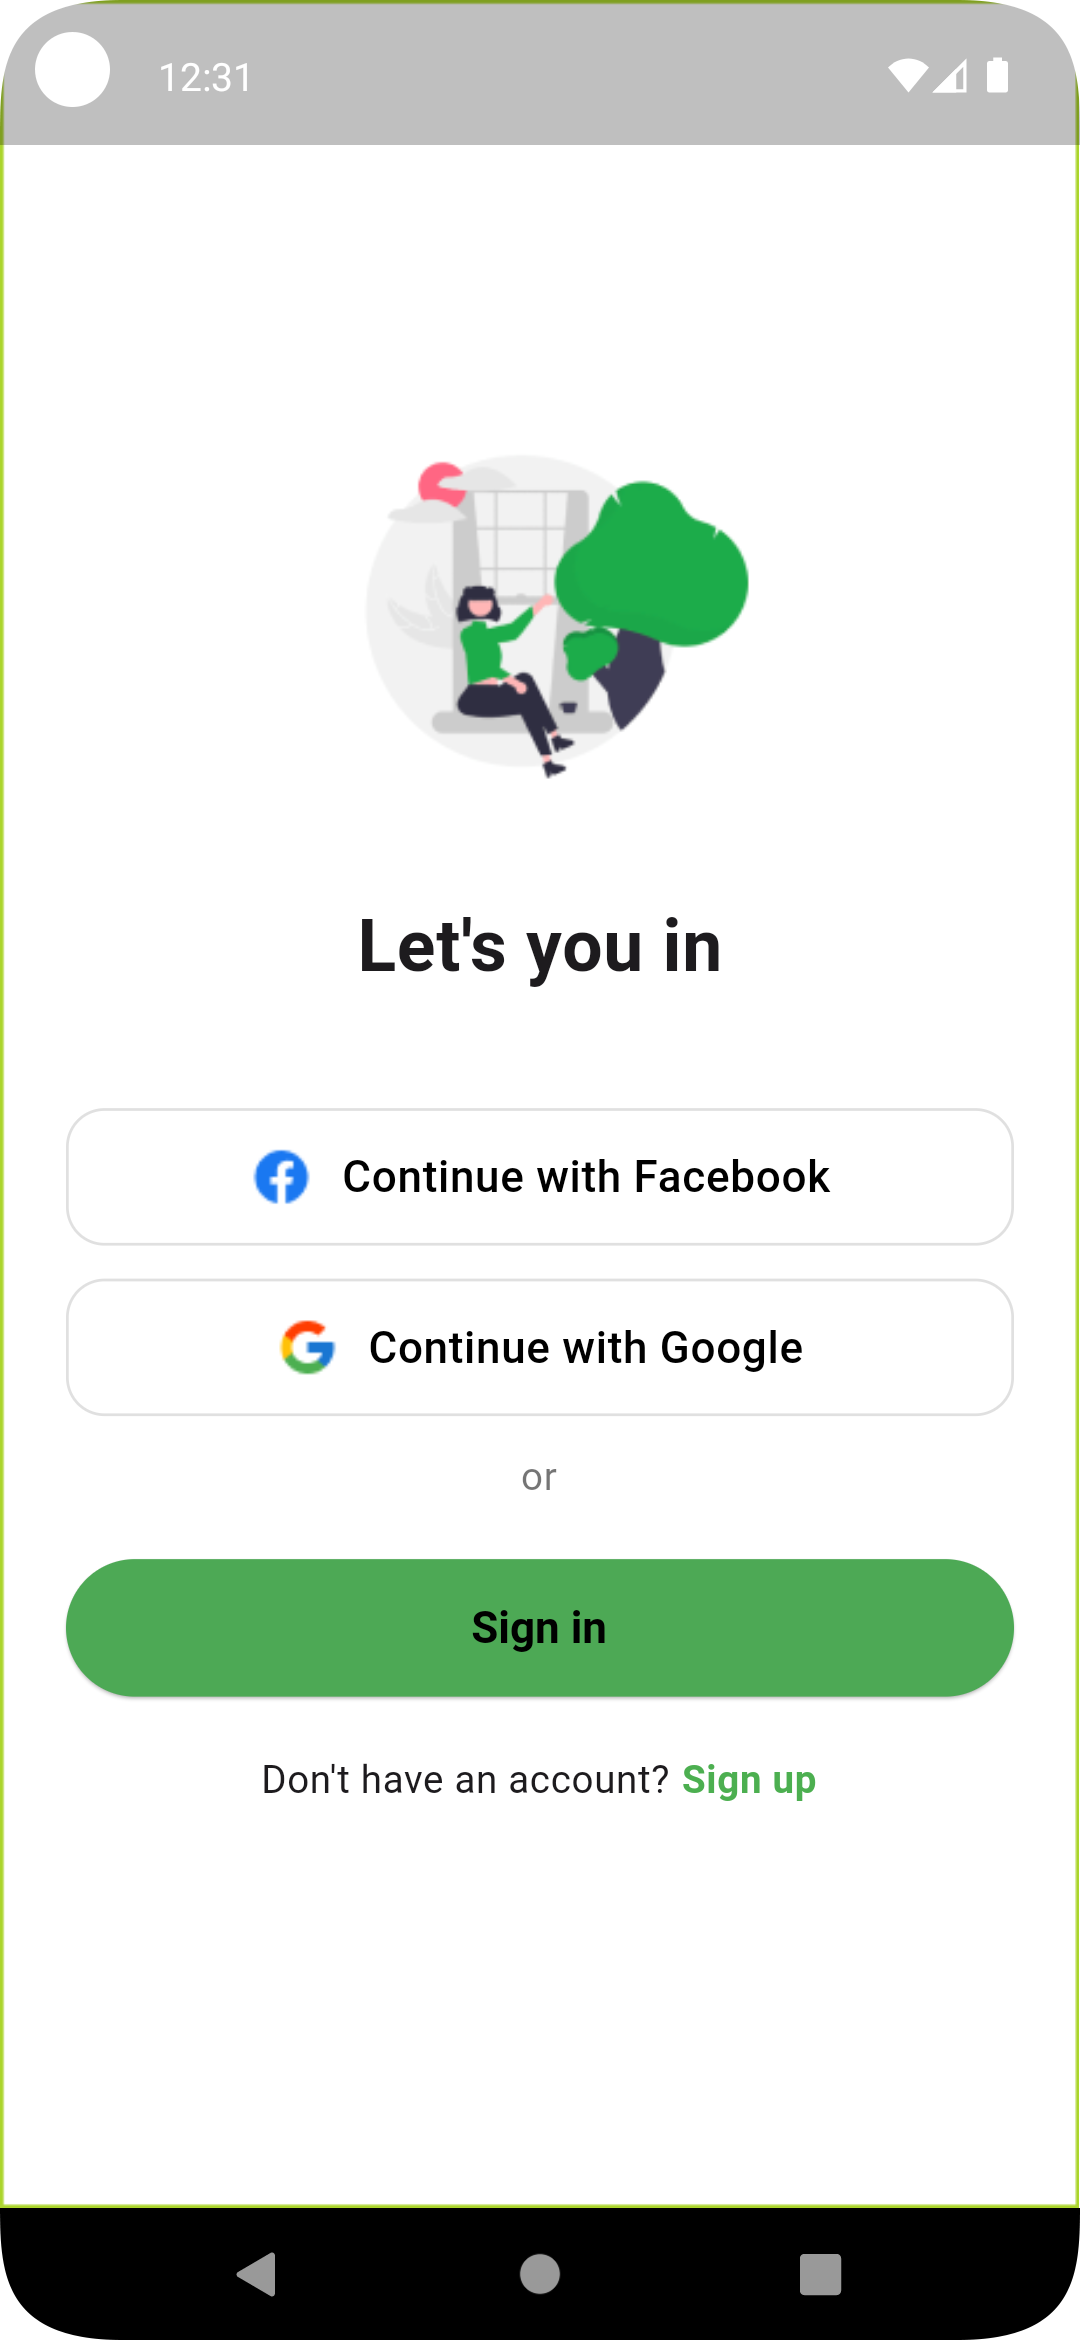 12:31
Let's you in
Continue with Facebook
Continue with Google
or
Sign in
Don't have an account? Sign up